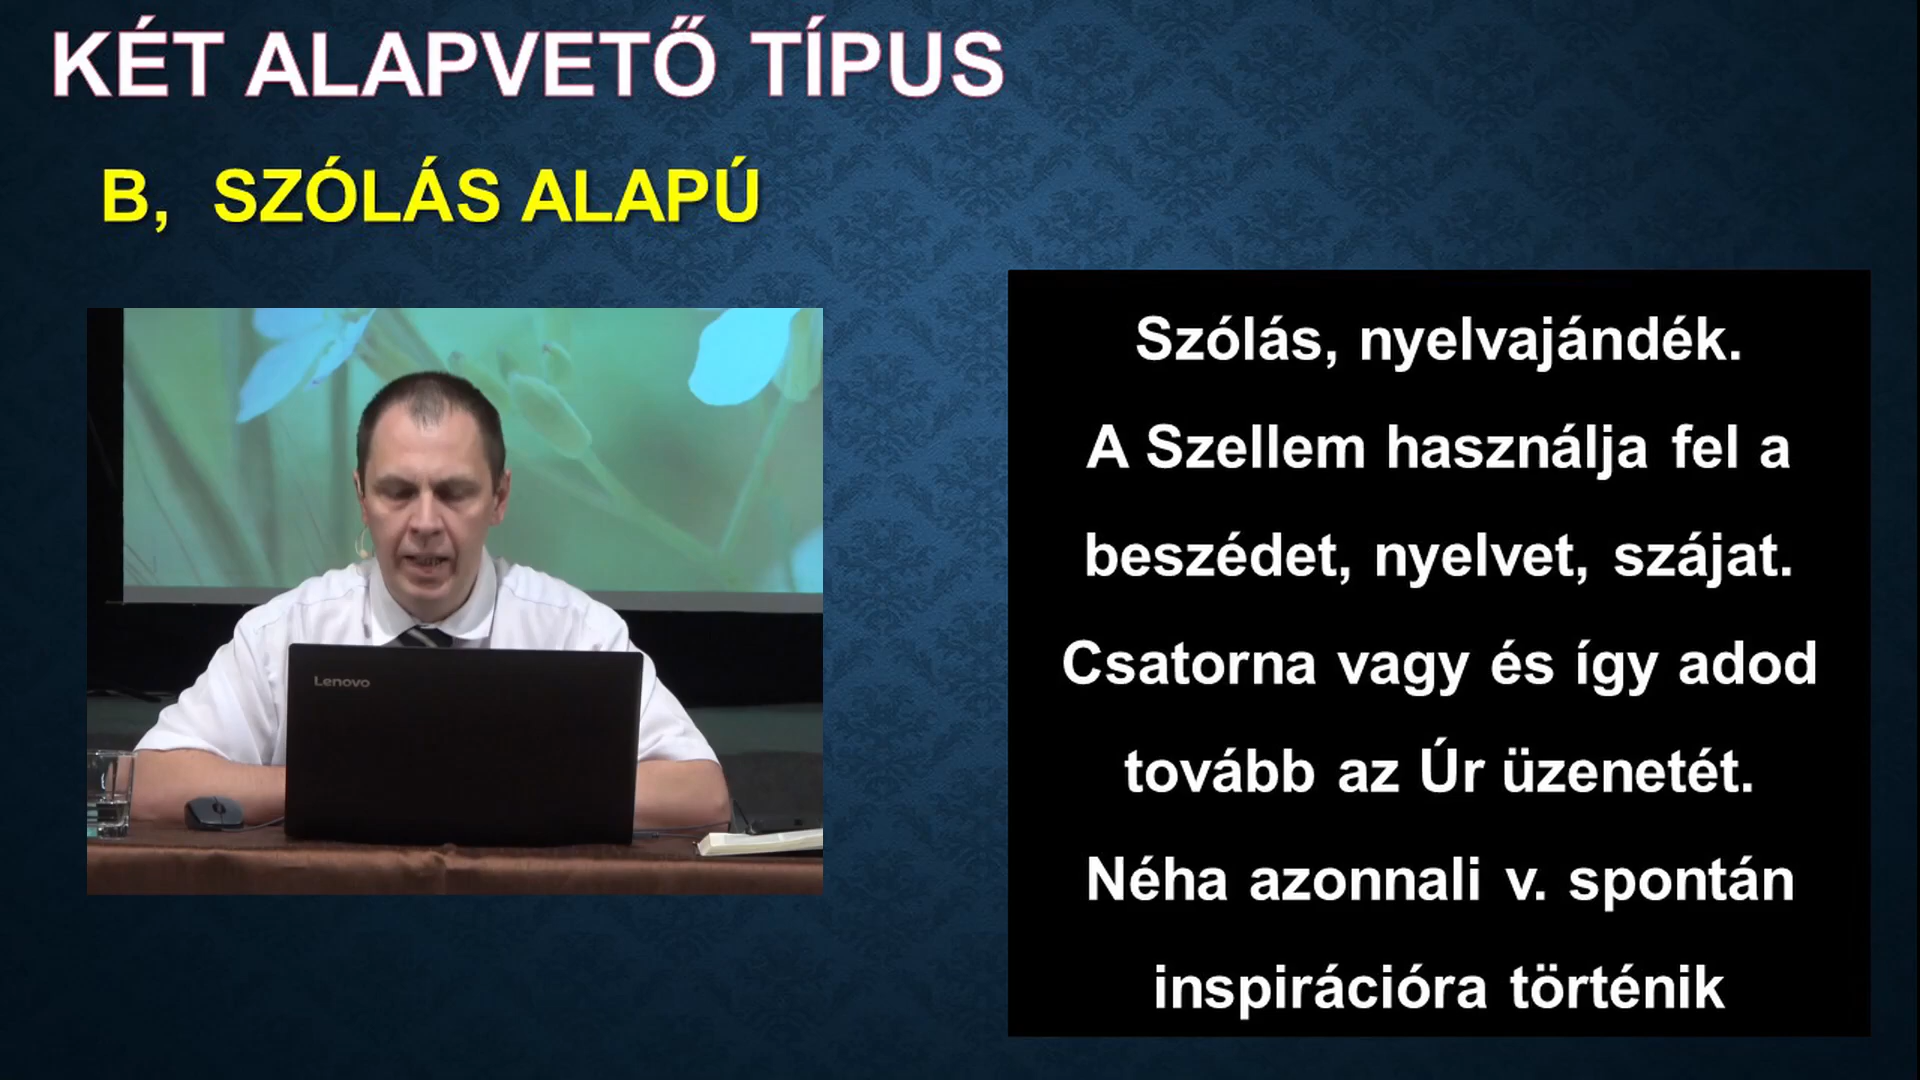 KÉT ALAPVETŐ TÍPUS
B, SZÓLÁS ALAPÚ
Lenovo
Szólás, nyelvajándék.
A Szellem használja fel a
beszédet, nyelvet, szájat.
Csatorna vagy és így adod
tovább az Úr üzenetét.
Néha azonnali v. spontán
inspirációra történik